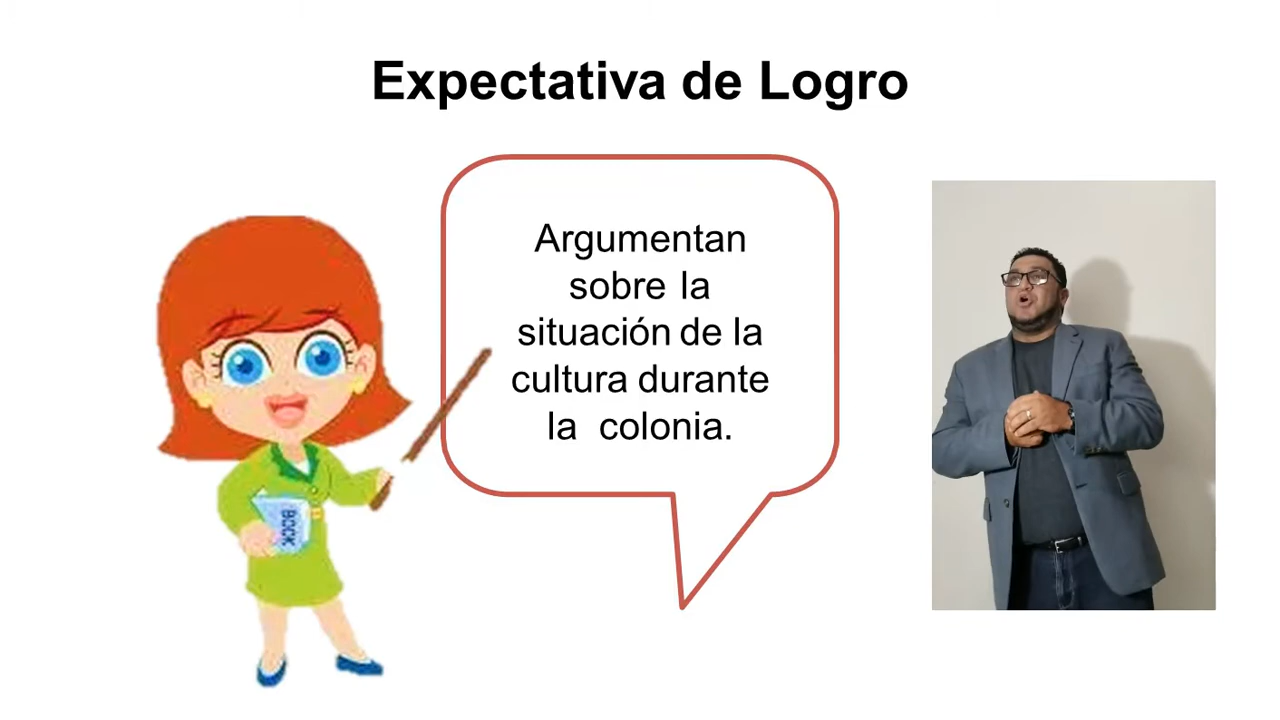 Expectativa de Logro
Argumentan
sobre la
situación de la
cultura durante
la colonia.
BOOK